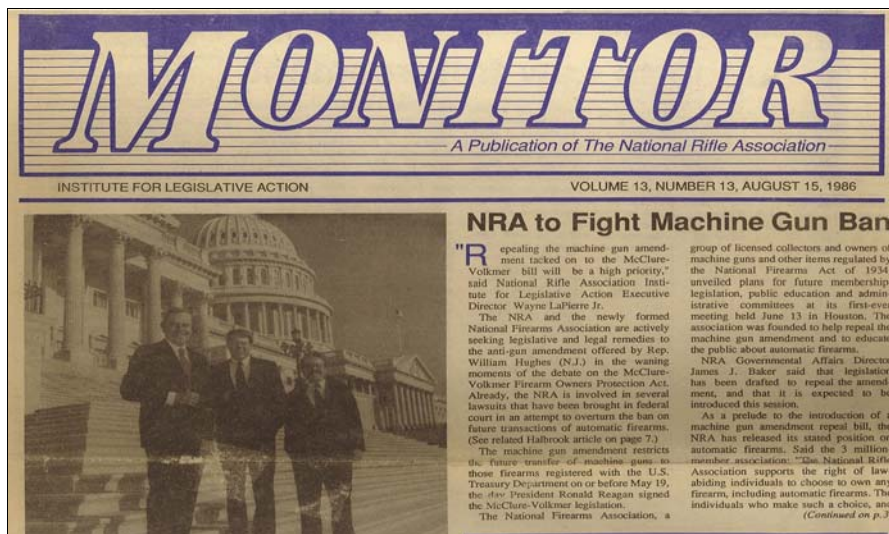 MONITOR
A Publication of The National Rifle Association
INSTITUTE FOR LEGISLATIVE ACTION
VOLUME 13, NUMBER 13, AUGUST 15, 1986
NRA to Fight Machine Gun Ban
"Repealing the machine gun amend-
ment tacked on to the McClure-
Volkmer bill will be a high priority,"
said National Rifle Association Insti-
tute for Legislative Action Executive
Director Wayne LaPierre Jr.
The NRA and the newly formed
National Firearms Association are actively
seeking legislative and legal remedies to
the anti-gun amendment offered by Rep.
William Hughes (N.J.) in the waning
moments of the debate on the McClure-
Volkmer Firearm Owners Protection Act.
Already, the NRA is involved in several
lawsuits that have been brought in federal
court in an attempt to overturn the ban on
future transactions of automatic firearms.
(See related Halbrook article on page 7.)
The machine gun amendment restricts
the future transfer of machine guns to
those firearms registered with the U.S.
Treasury Department on or before May 19,
the day President Ronald Reagan signed
the McClure-Volkmer legislation.
The National Firearms Association, a
group of licensed collectors and owners of
machine guns and other items regulated by
the National Firearms Act of 1934,
unveiled plans for future membership,
legislation, public education and admin-
istrative committees at its first-ever
meeting held June 13 in Houston. The
association was founded to help repeal the
machine gun amendment and to educate
the public about automatic firearms.
NRA Governmental Affairs Director
James J. Baker said that legislation
has been drafted to repeal the amend-
ment, and that it is expected to be
introduced this session.
As a prelude to the introduction of a
machine gun amendment repeal bill, the
NRA has released its stated position on
automatic firearms. Said the 3 million
member association: "The National Rifle
Association supports the right of law-
abiding individuals to choose to own any
firearm, including automatic firearms. The
individuals who make such a choice, and
(Continued on p.3